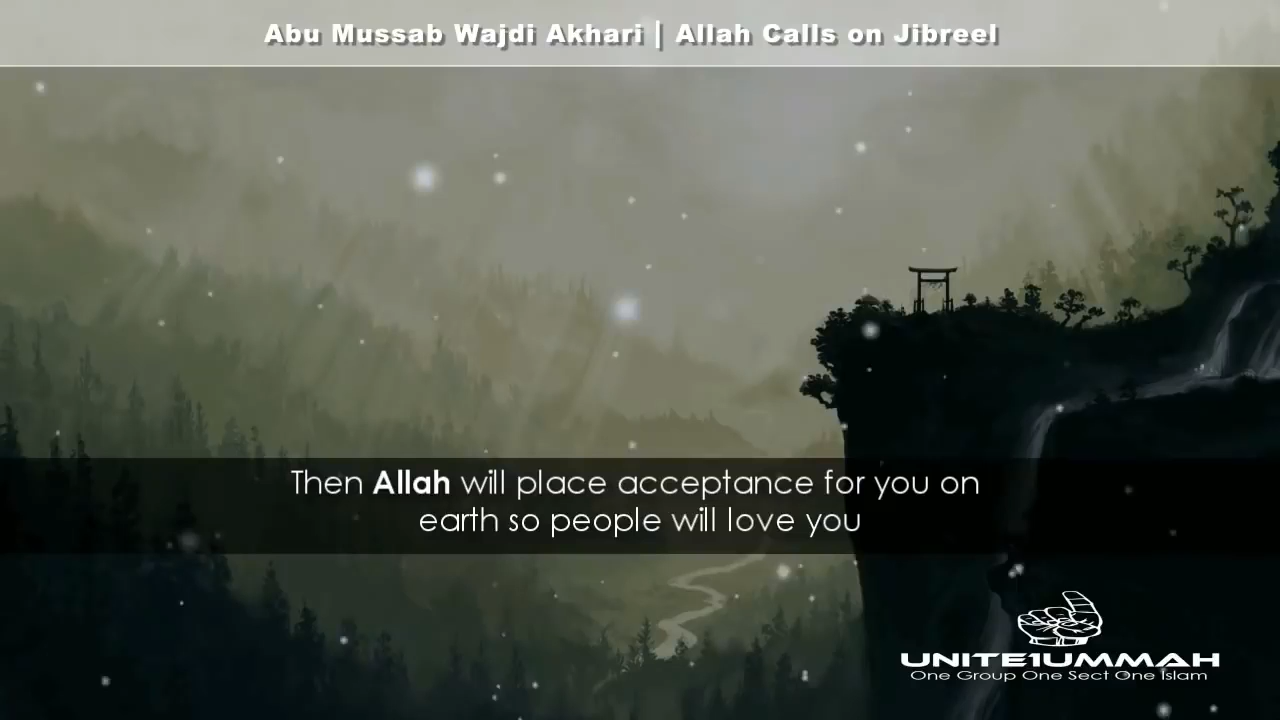 Abu Mussab Wajdi Akhari | Allah Calls on Jibreel
Then Allah will place acceptance for you on
earth so people will love you
UNITE1UMMAH
One Group One Sect One Islam